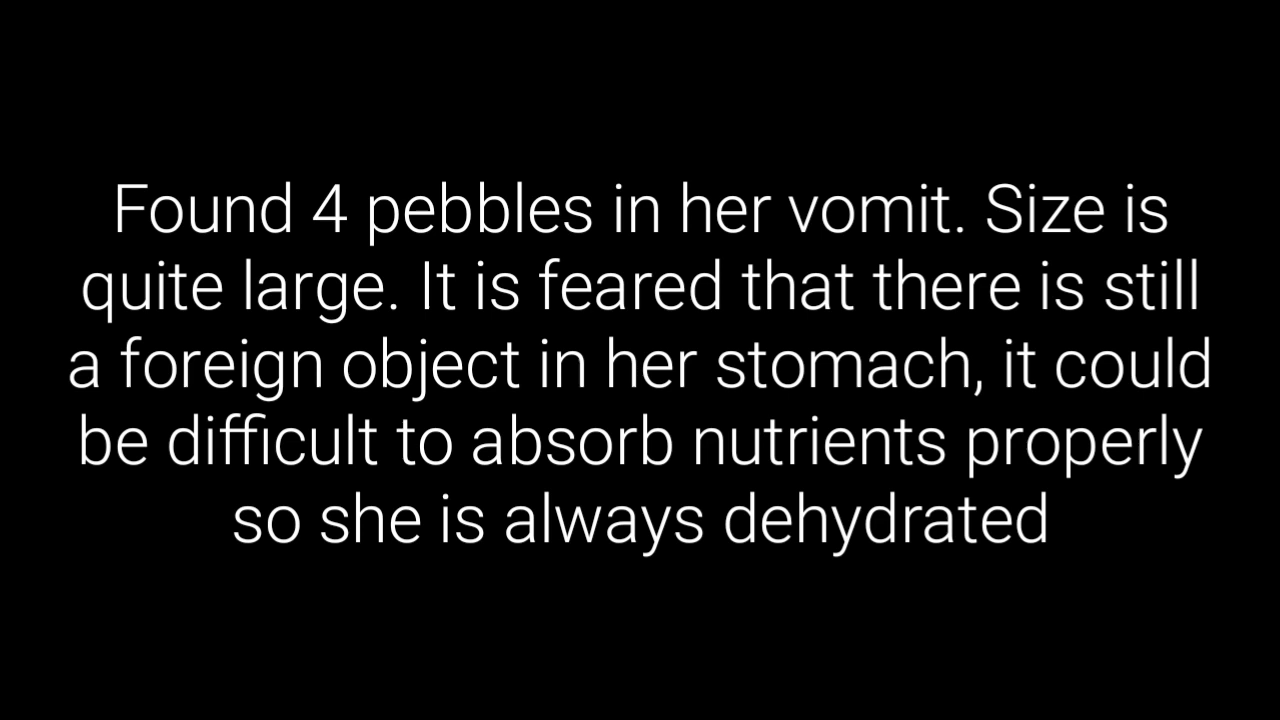 Found 4 pebbles in her vomit. Size is
quite large. It is feared that there is still
a foreign object in her stomach, it could
be difficult to absorb nutrients properly
so she is always dehydrated